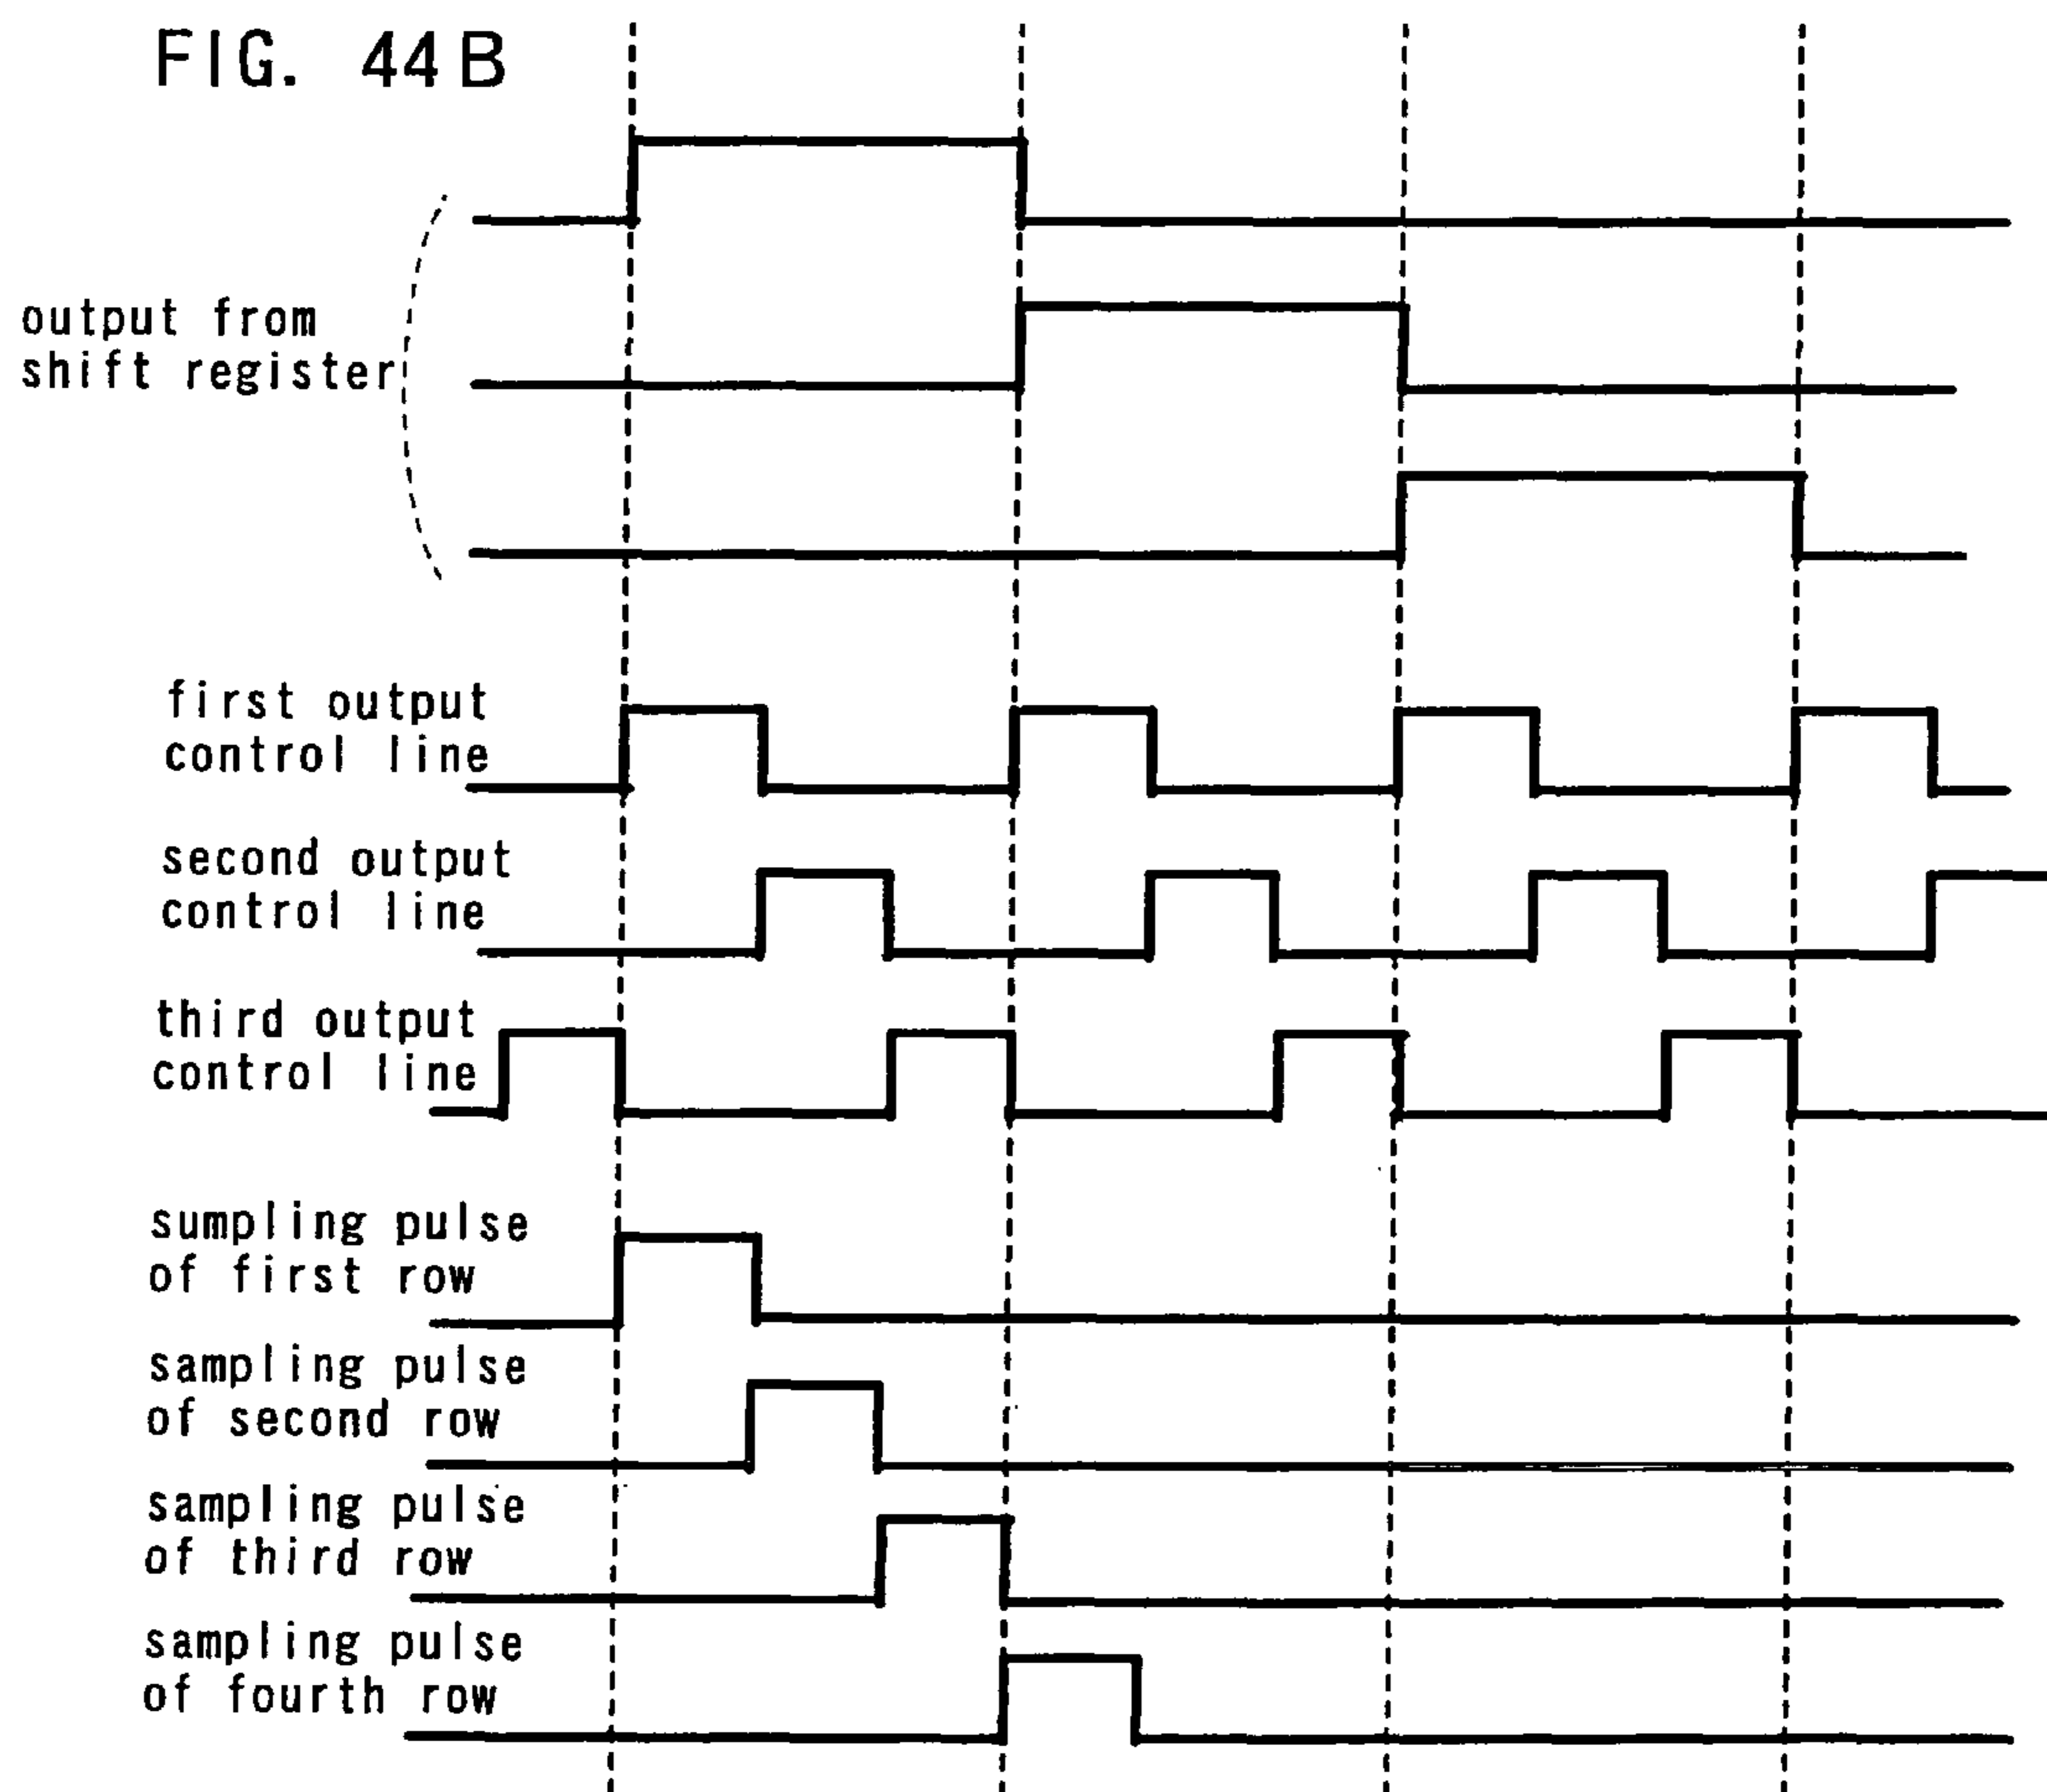 FIG. 44B
output from
shift register
first output
control line
second output
control line
third output
control line
sumpling pulse
of first row
sampling pulse
of second row
sampling pulse
of third row
sampling pulse
of fourth row